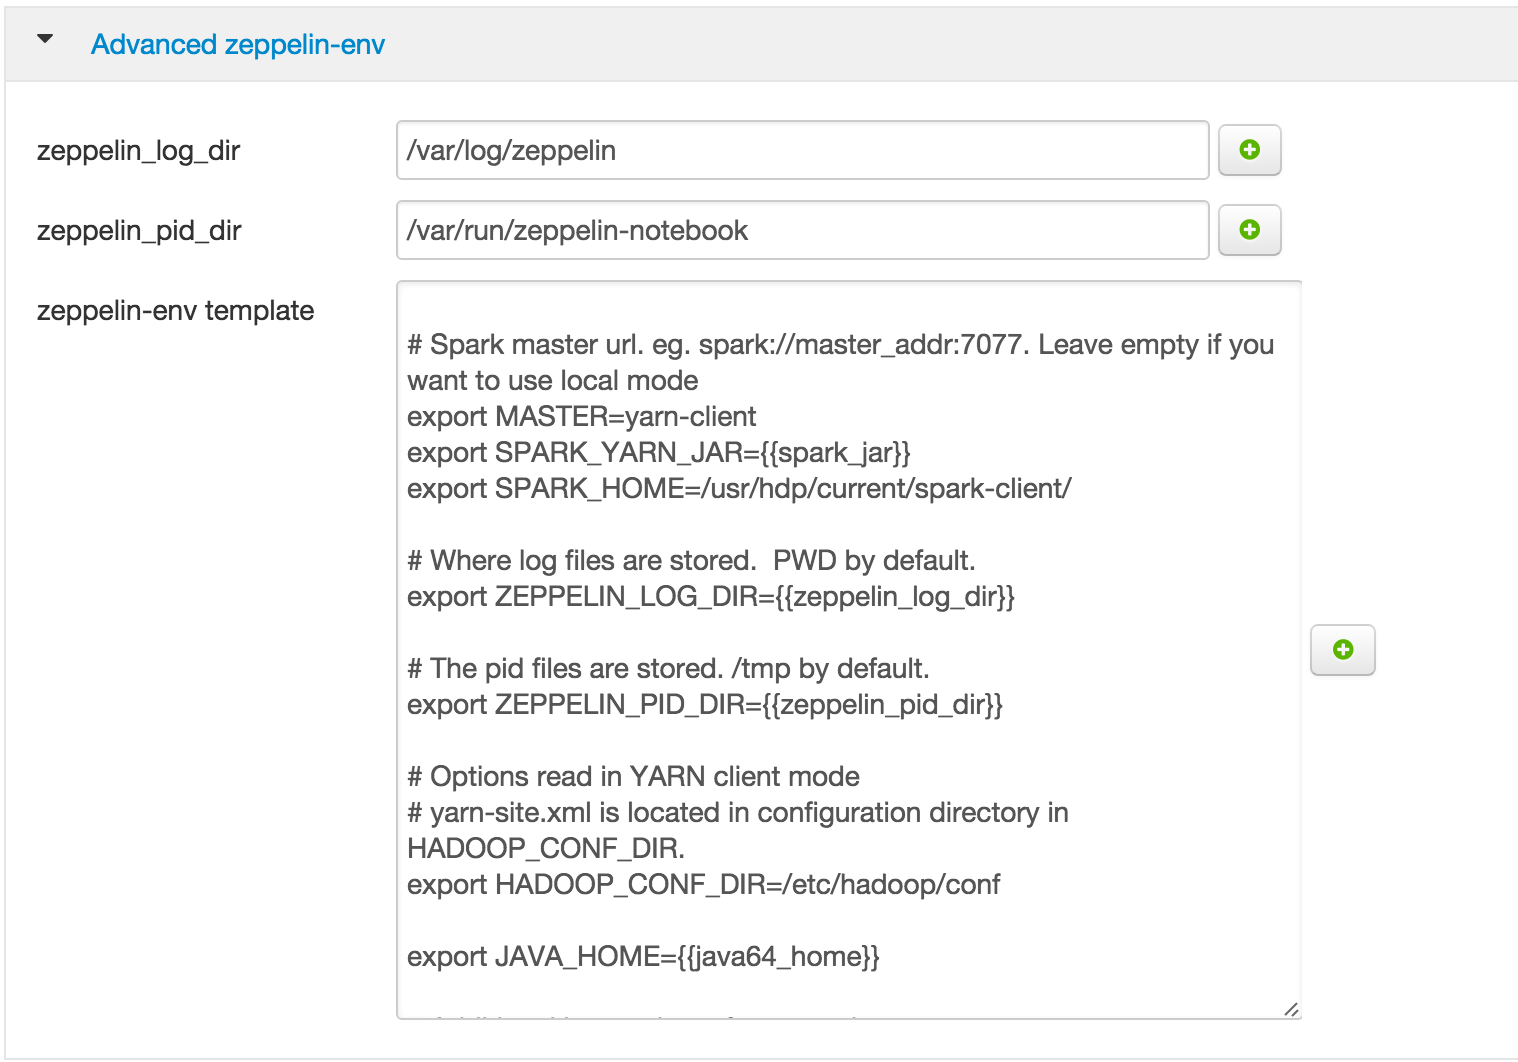 Advanced zeppelin-env
zeppelin_log_dir
/var/log/zeppelin
zeppelin_pid_dir
/var/run/zeppelin-notebook
zeppelin-env template
# Spark master url. eg. spark://master_addr:7077. Leave empty if you
want to use local mode
export MASTER=yarn-client
export SPARK_YARN_JAR={{spark_jar}}
export SPARK_HOME=/usr/hdp/current/spark-client/
# Where log files are stored.  PWD by default.
export ZEPPELIN_LOG_DIR={{zeppelin_log_dir}}
# The pid files are stored. /tmp by default.
export ZEPPELIN_PID_DIR={{zeppelin_pid_dir}}
# Options read in YARN client mode
# yarn-site.xml is located in configuration directory in
HADOOP_CONF_DIR.
export HADOOP_CONF_DIR=/etc/hadoop/conf
export JAVA_HOME={{java64_home}}